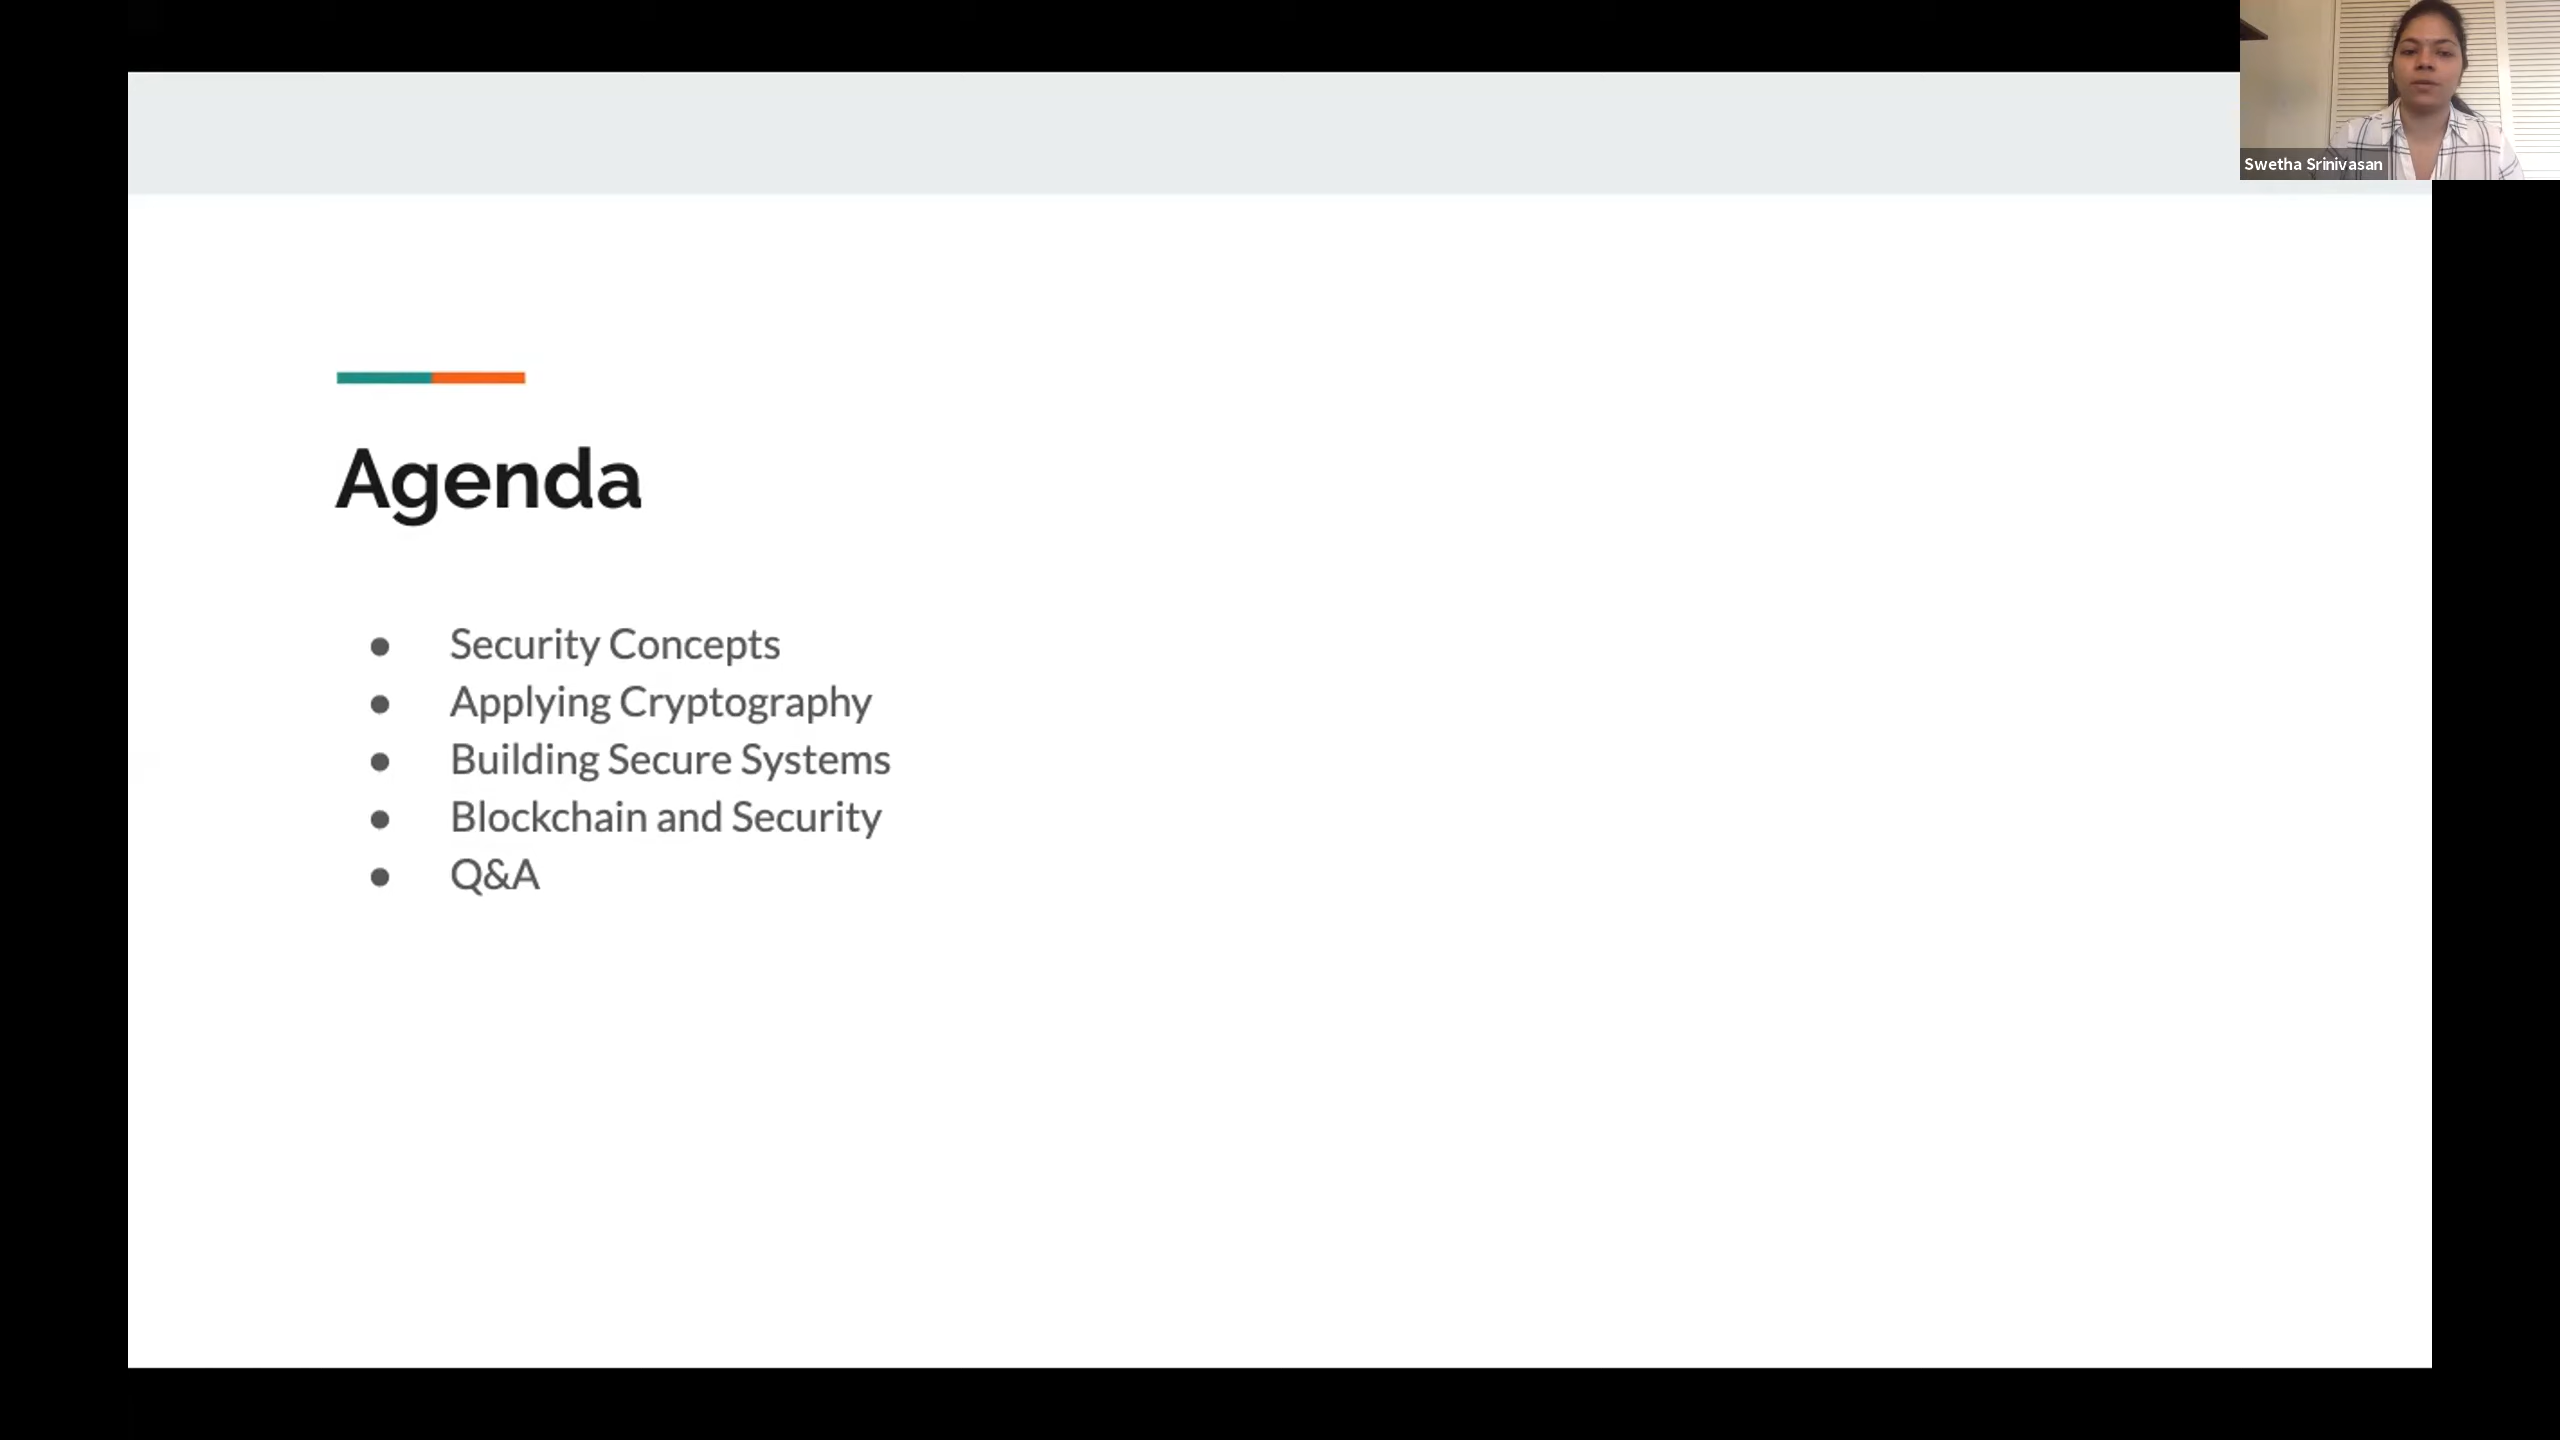 Swetha Srinivasan
Agenda
Security Concepts
Applying Cryptography
Building Secure Systems
Blockchain and Security
Q&A